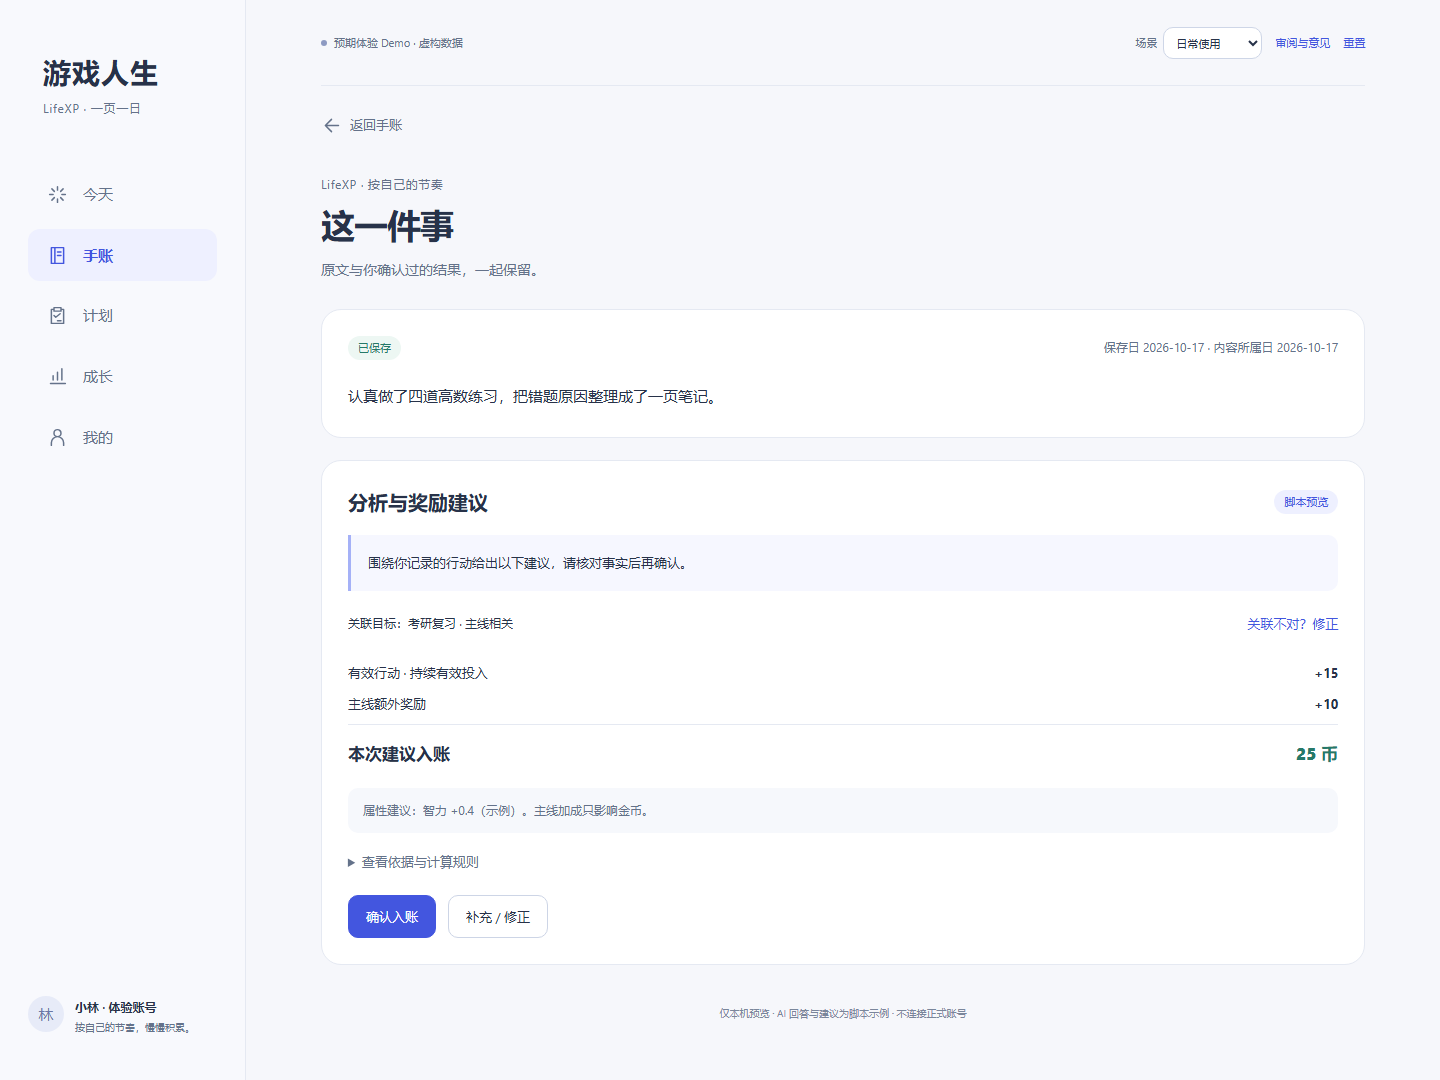 游戏人生
LifeXP · 一页一日
今天
手账
计划
成长
我的
林
小林 · 体验账号
按自己的节奏，慢慢积累。
预期体验 Demo · 虚构数据
场景
日常使用
审阅与意见
重置
返回手账
LifeXP · 按自己的节奏
这一件事
原文与你确认过的结果，一起保留。
已保存
保存日 2026-10-17 · 内容所属日 2026-10-17
认真做了四道高数练习，把错题原因整理成了一页笔记。
分析与奖励建议
脚本预览
围绕你记录的行动给出以下建议，请核对事实后再确认。
关联目标：考研复习 · 主线相关
关联不对？修正
有效行动 · 持续有效投入
+15
主线额外奖励
+10
本次建议入账
25 币
属性建议：智力 +0.4（示例）。主线加成只影响金币。
查看依据与计算规则
确认入账
补充 / 修正
仅本机预览 · AI 回答与建议为脚本示例 · 不连接正式账号